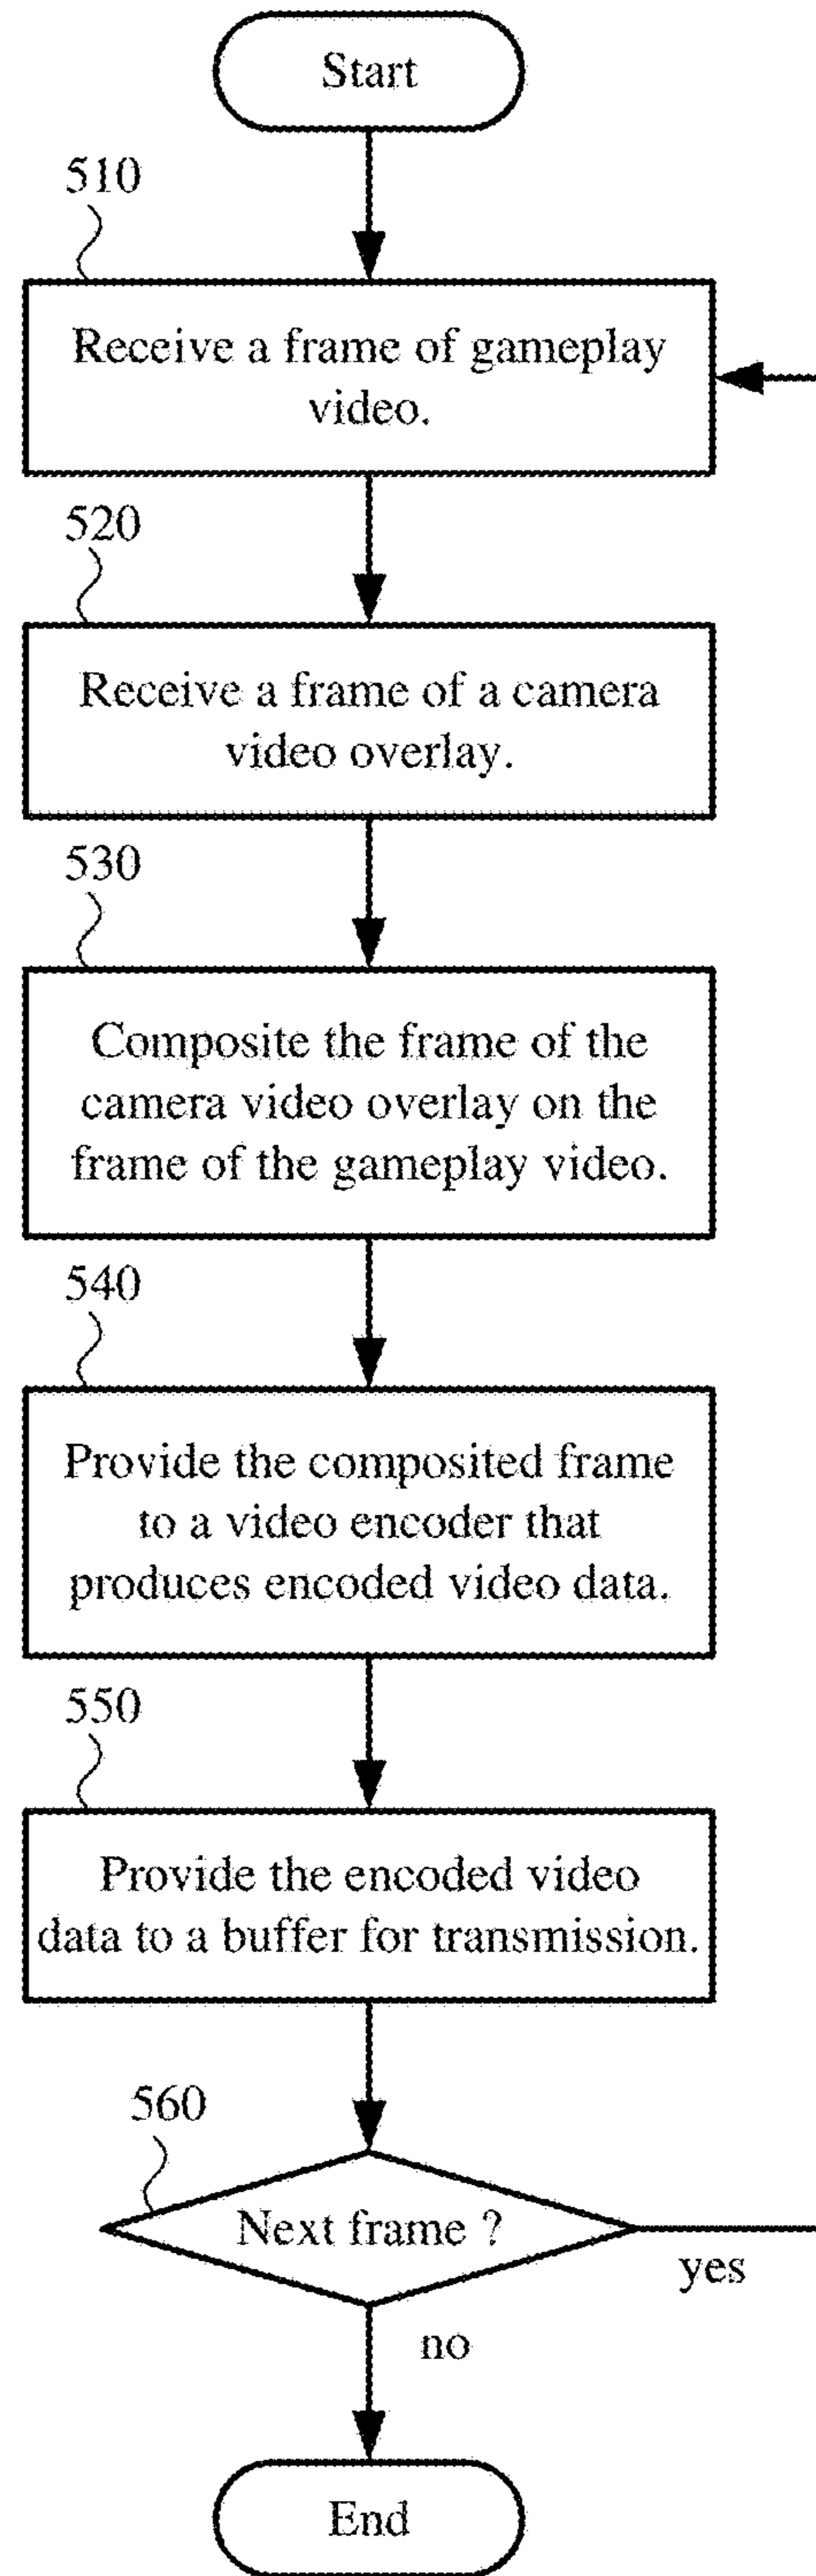 Start
510
Receive a frame of gameplay
video.
520
Receive a frame of a camera
video overlay.
530
Composite the frame of the
camera video overlay on the
frame of the gameplay video.
540
Provide the composited frame
to a video encoder that
produces encoded video data.
550
Provide the encoded video
data to a buffer for transmission.
560
Next frame ?
yes
no
End